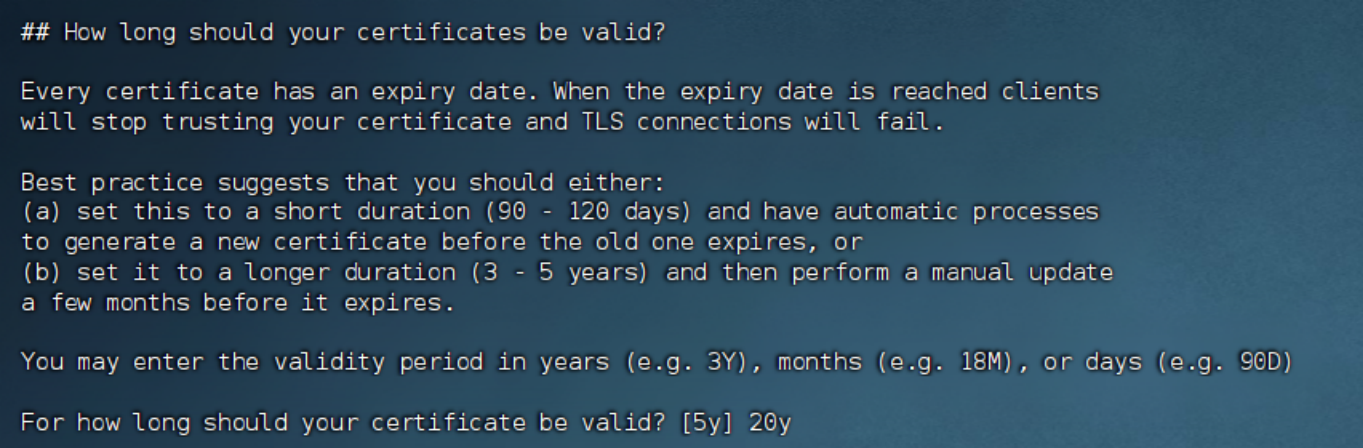 ## How long should your certificates be valid?
Every certificate has an expiry date. When the expiry date is reached clients
will stop trusting your certificate and TLS connections will fail.
Best practice suggests that you should either:
(a) set this to a short duration (90 - 120 days) and have automatic processes
to generate a new certificate before the old one expires, or
(b) set it to a longer duration (3 - 5 years) and then perform a manual update
a few months before it expires.
You may enter the validity period in years (e.g. 3Y), months (e.g. 18M), or days (e.g. 90D)
For how long should your certificate be valid? [5y] 20y